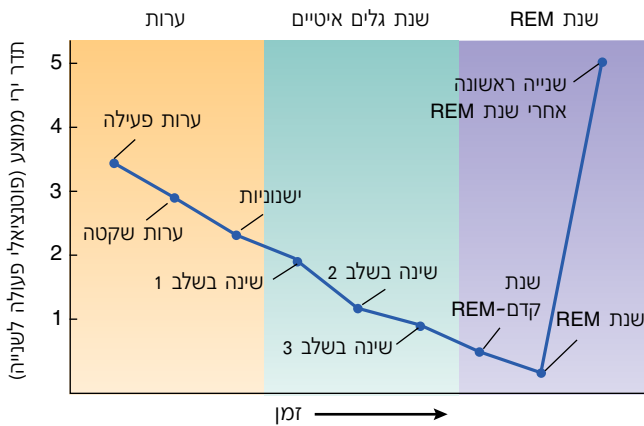 ערות
שנת גלים איטיים
שנת REM
תדר ירי ממוצע (פוטנציאלי פעולה לשנייה)
5
4
3
2
1
ערות פעילה
ערות שקטה
ישנוניות
שינה בשלב 1
שינה בשלב 2
שינה בשלב 3
שנת
קדם-REM
שנת REM
שנייה ראשונה
אחרי שנת REM
זמן